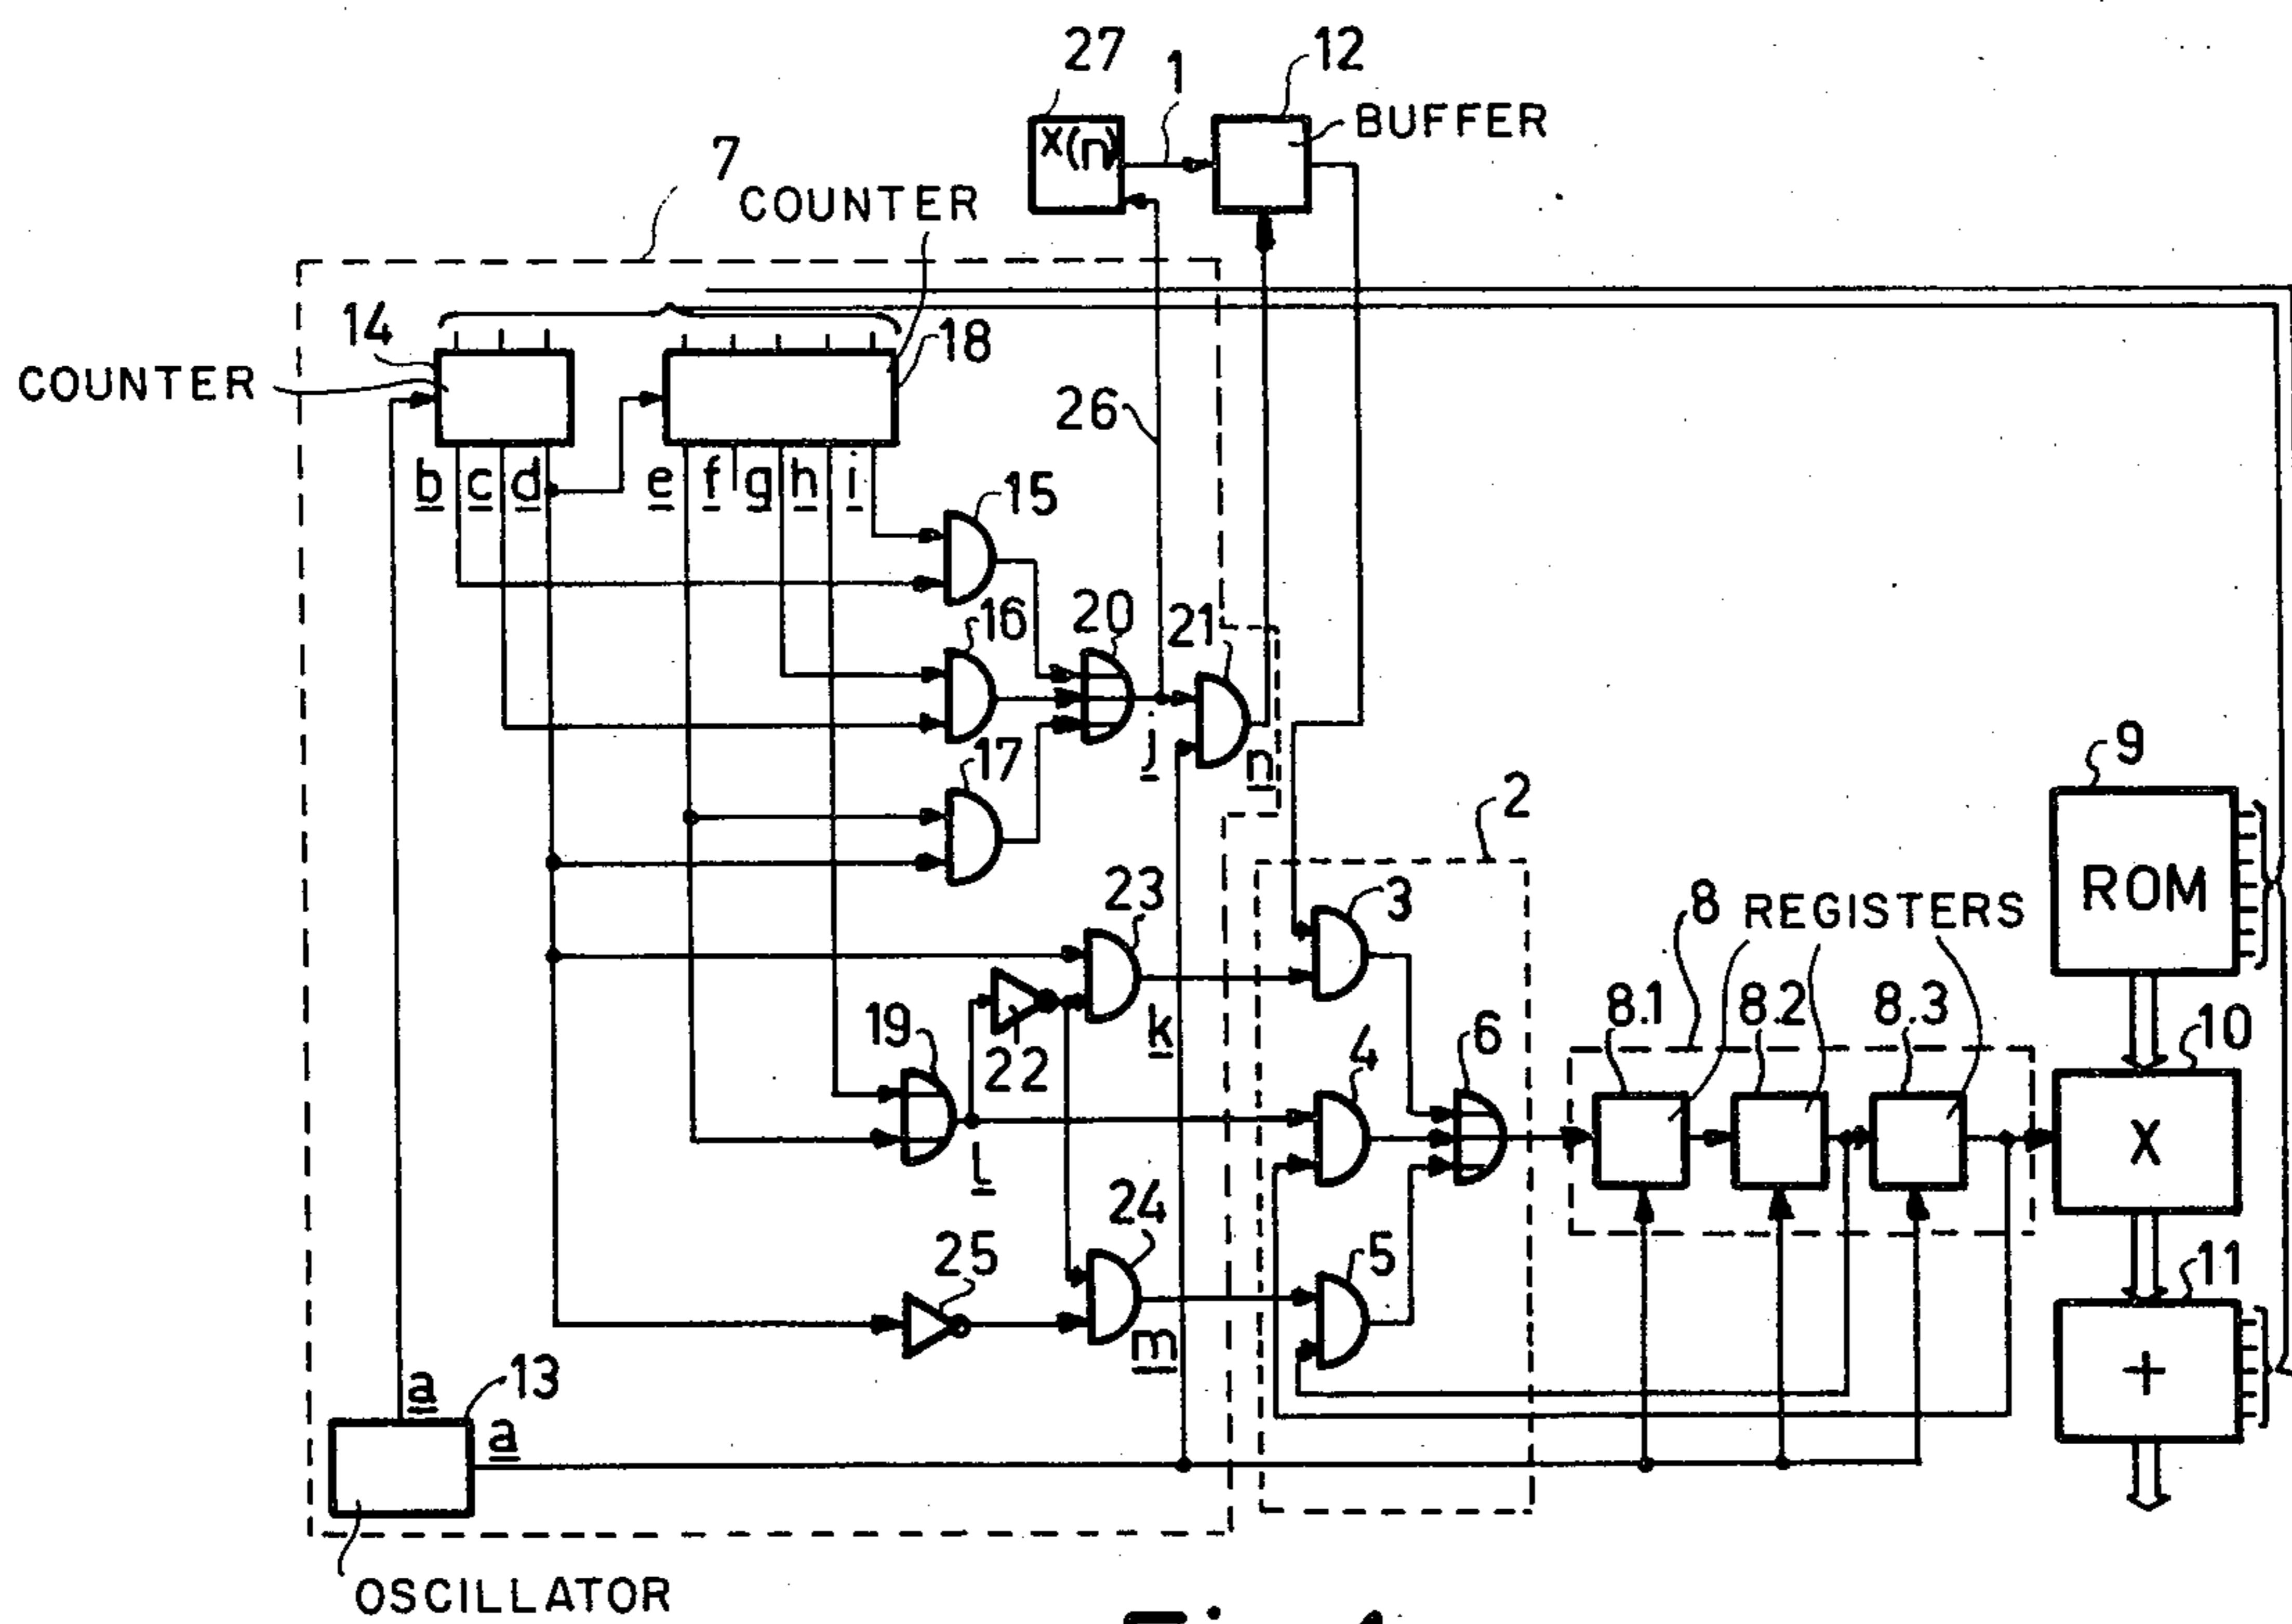 27
1
12
BUFFER
X(n)
7
COUNTER
14
18
COUNTER
b c d e f g h i
26
15
16
20
21
17
j
n
2
9
ROM
23
3
8 REGISTERS
8.1
8.2
8.3
19
22
k
4
6
10
X
l
24
25
5
11
m
+
a
13
a
OSCILLATOR